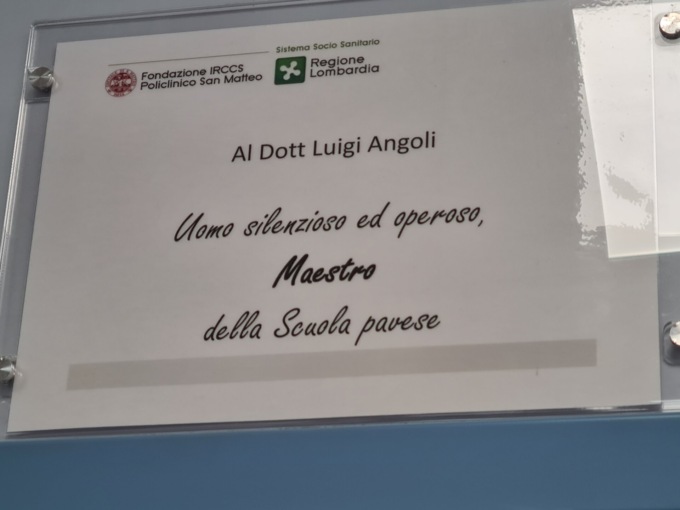 Sistema Socio Sanitario
Fondazione IRCCS
Policlinico San Matteo
Regione
Lombardia
Al Dott Luigi Angoli
Uomo silenzioso ed operoso,
Maestro
della Scuola pavese